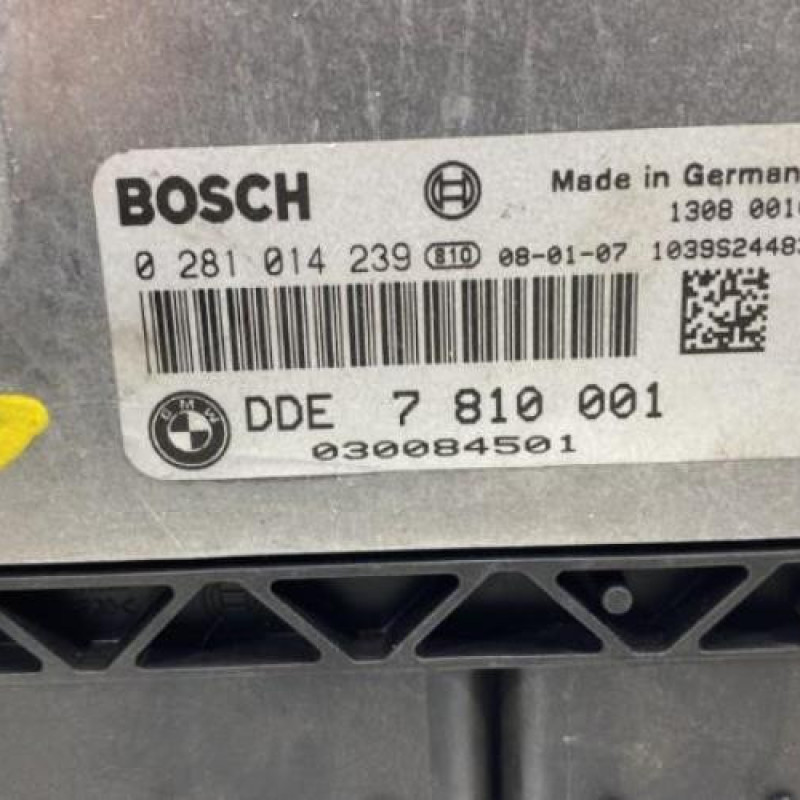 BOSCH
Made in German
1308 001
0 281 014 239 810 08-01-07 1039S2448
BMW DDE 7 810 001
030084501